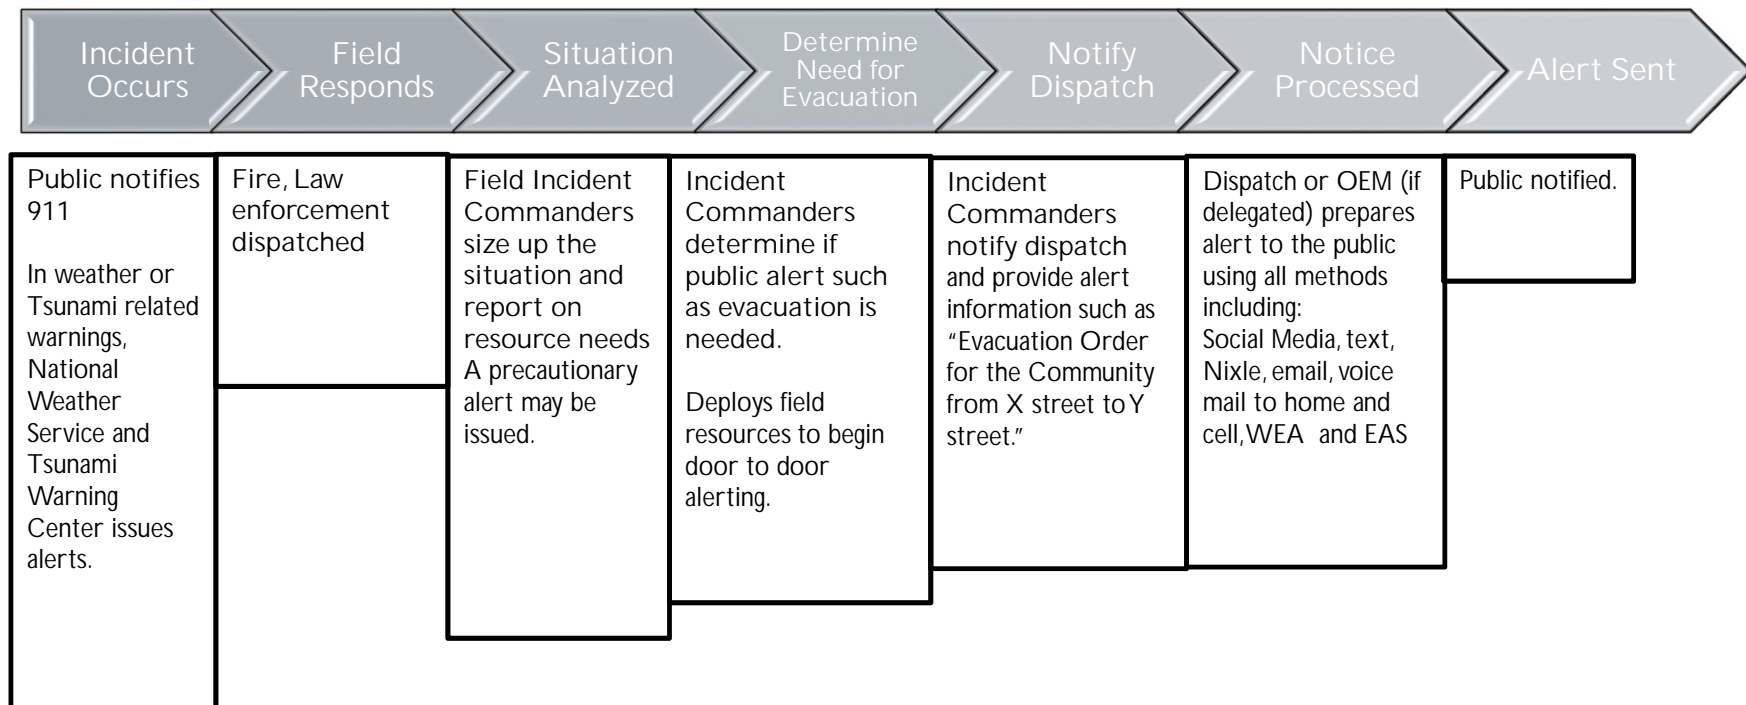 Incident
Occurs
Field
Responds
Situation
Analyzed
Determine
Need for
Evacuation
Notify
Dispatch
Notice
Processed
Alert Sent
Public notifies
911
In weather or
Tsunami related
warnings,
National
Weather
Service and
Tsunami
Warning
Center issues
alerts.
Fire, Law
enforcement
dispatched
Field Incident
Commanders
size up the
situation and
report on
resource needs
A precautionary
alert may be
issued.
Incident
Commanders
determine if
public alert such
as evacuation is
needed.
Deploys field
resources to begin
door to door
alerting.
Incident
Commanders
notify dispatch
and provide alert
information such as
“Evacuation Order
for the Community
from X street to Y
street.”
Dispatch or OEM (if
delegated) prepares
alert to the public
using all methods
including:
Social Media, text,
Nixle, email, voice
mail to home and
cell, WEA and EAS
Public notified.